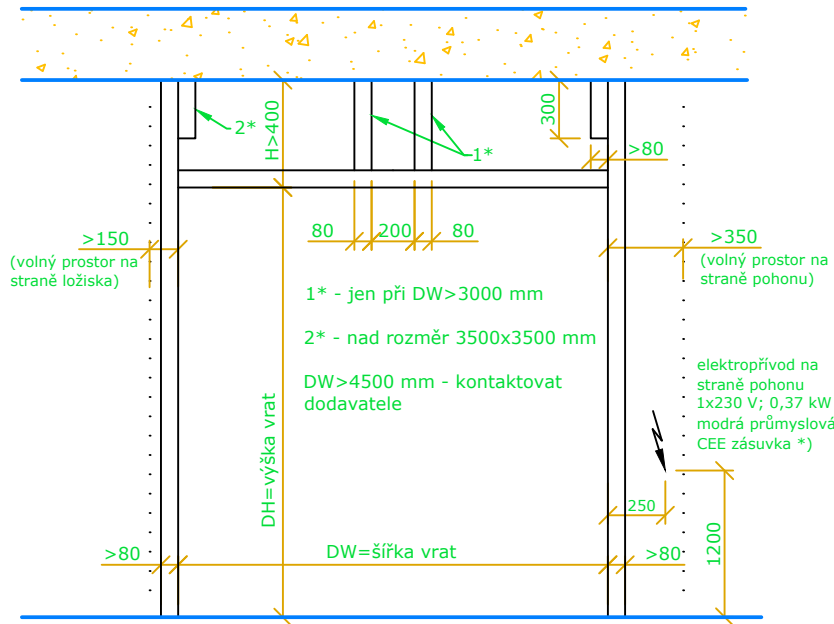 2*
H>400
1*
300
>80
80
200
80
>150
(volný prostor na
straně ložiska)
>350
(volný prostor na
straně pohonu)
1* - jen při DW>3000 mm
2* - nad rozměr 3500x3500 mm
DW>4500 mm - kontaktovat
dodavatele
elektropřívod na
straně pohonu
1x230 V; 0,37 kW
modrá průmyslová
CEE zásuvka *)
DH=výška vrat
250
1200
>80
DW=šířka vrat
>80